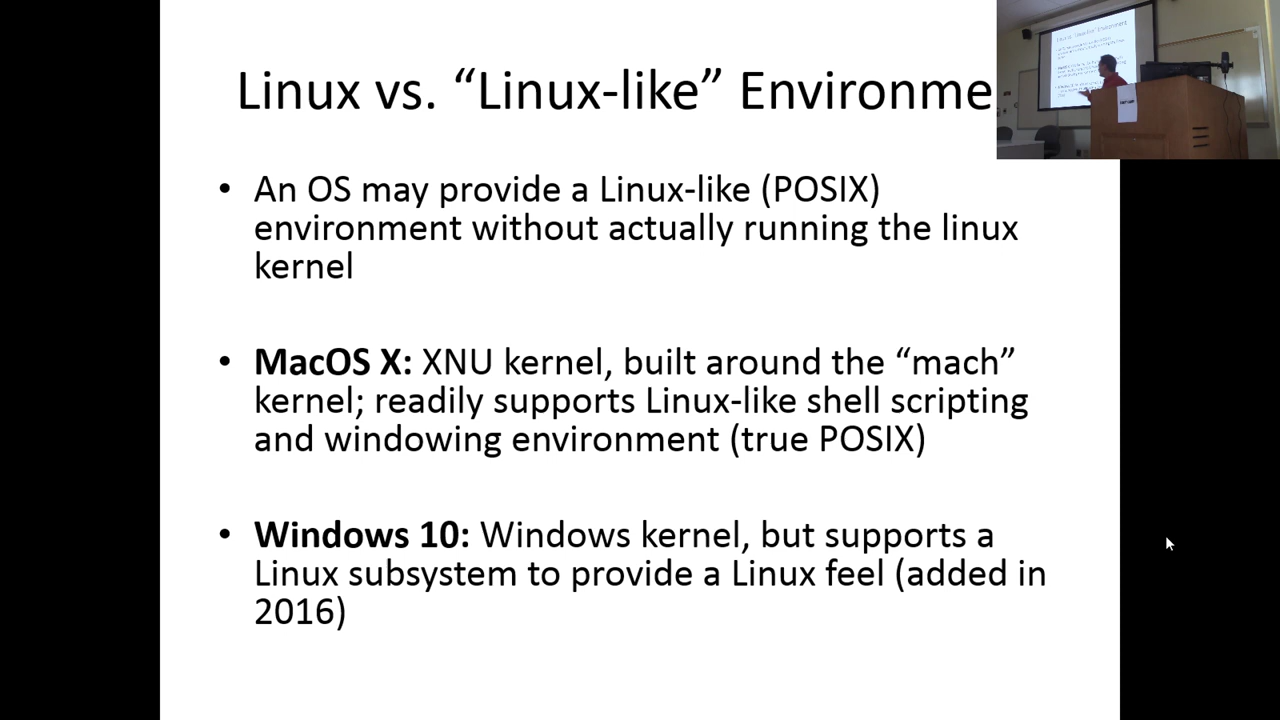 Linux vs. “Linux-like” Environme
• An OS may provide a Linux-like (POSIX)
environment without actually running the linux
kernel
• MacOS X: XNU kernel, built around the “mach”
kernel; readily supports Linux-like shell scripting
and windowing environment (true POSIX)
• Windows 10: Windows kernel, but supports a
Linux subsystem to provide a Linux feel (added in
2016)